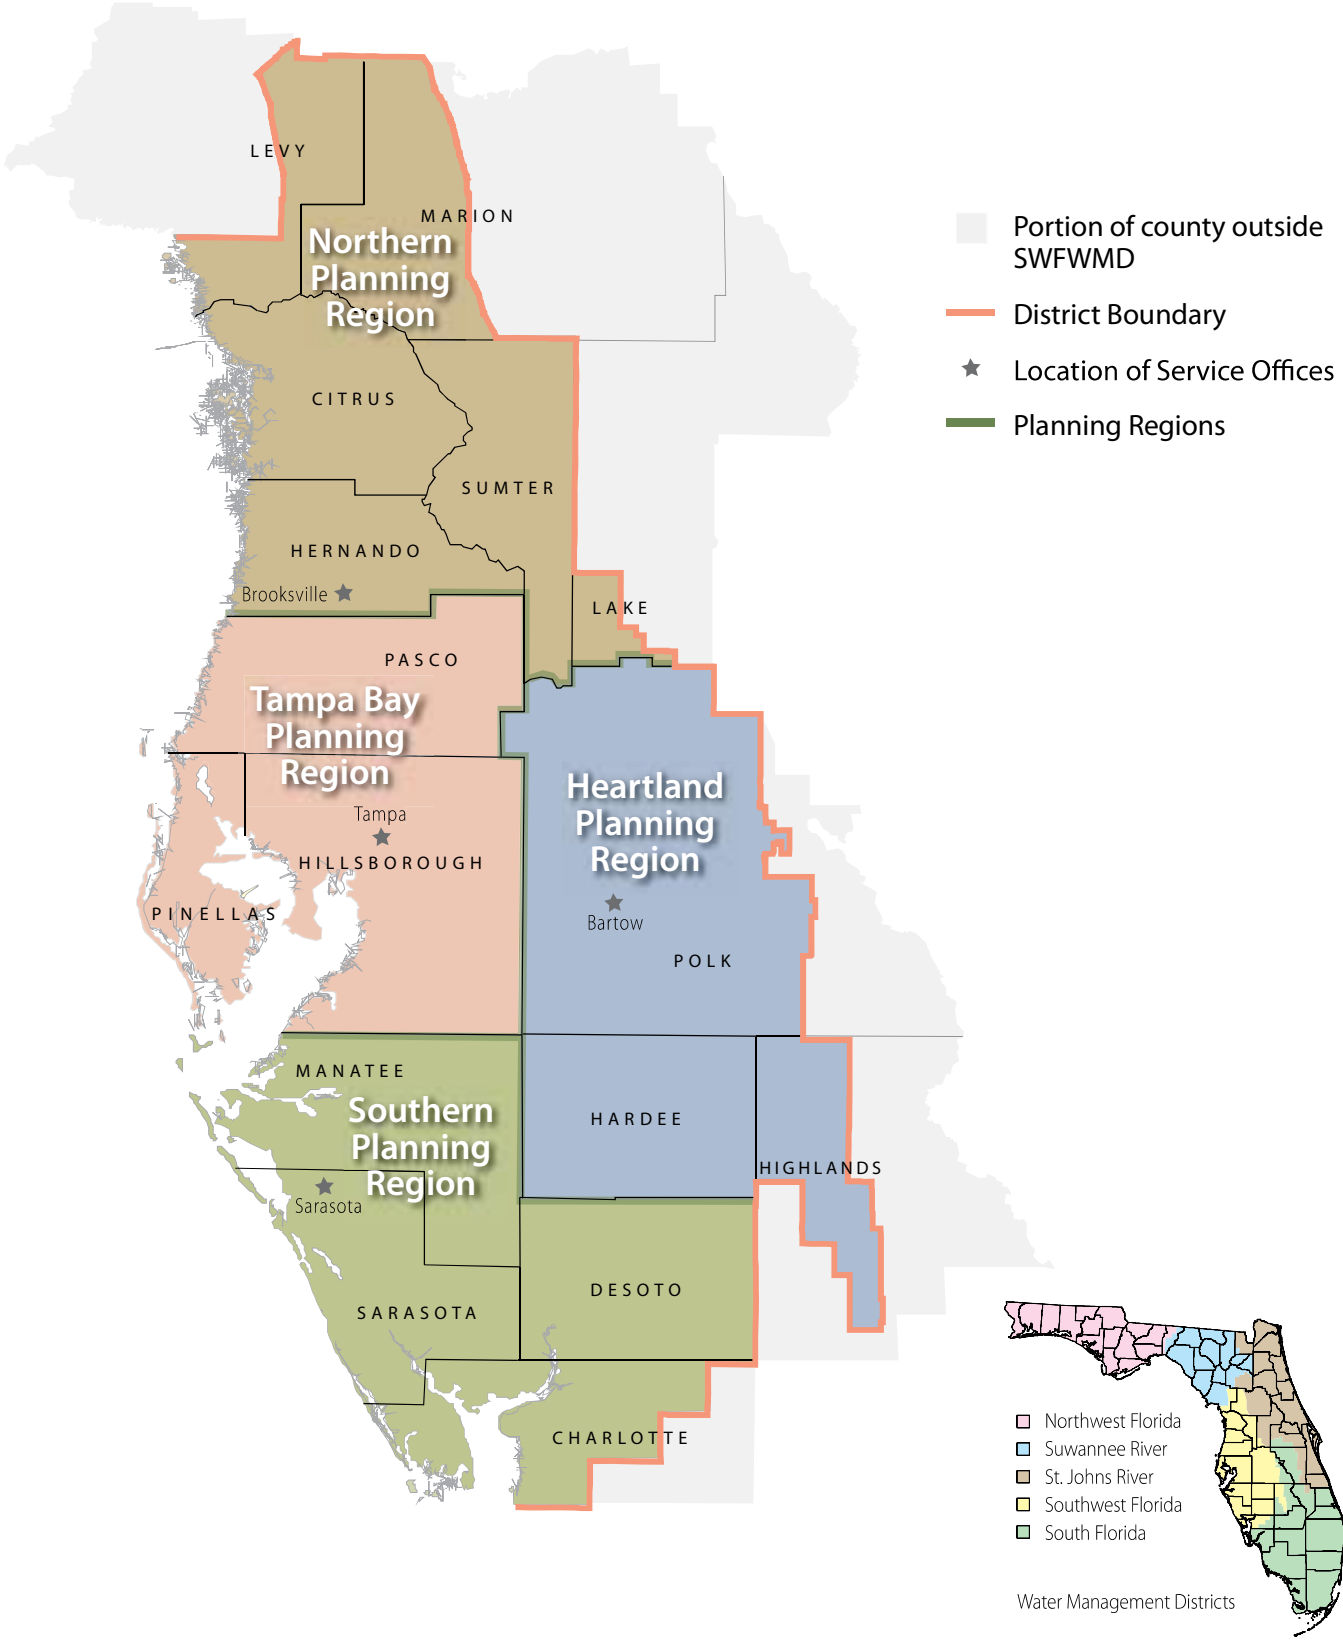 LEVY
MARION
Northern
Planning
Region
CITRUS
SUMTER
HERNANDO
Brooksville
LAKE
PASCO
Tampa Bay
Planning
Region
Tampa
HILLSBOROUGH
PINELLAS
Heartland
Planning
Region
Bartow
POLK
MANATEE
Southern
Planning
Region
HARDEE
HIGHLANDS
Sarasota
DESOTO
SARASOTA
CHARLOTTE
Portion of county outside
SWFWMD
District Boundary
Location of Service Offices
Planning Regions
Northwest Florida
Suwannee River
St. Johns River
Southwest Florida
South Florida
Water Management Districts